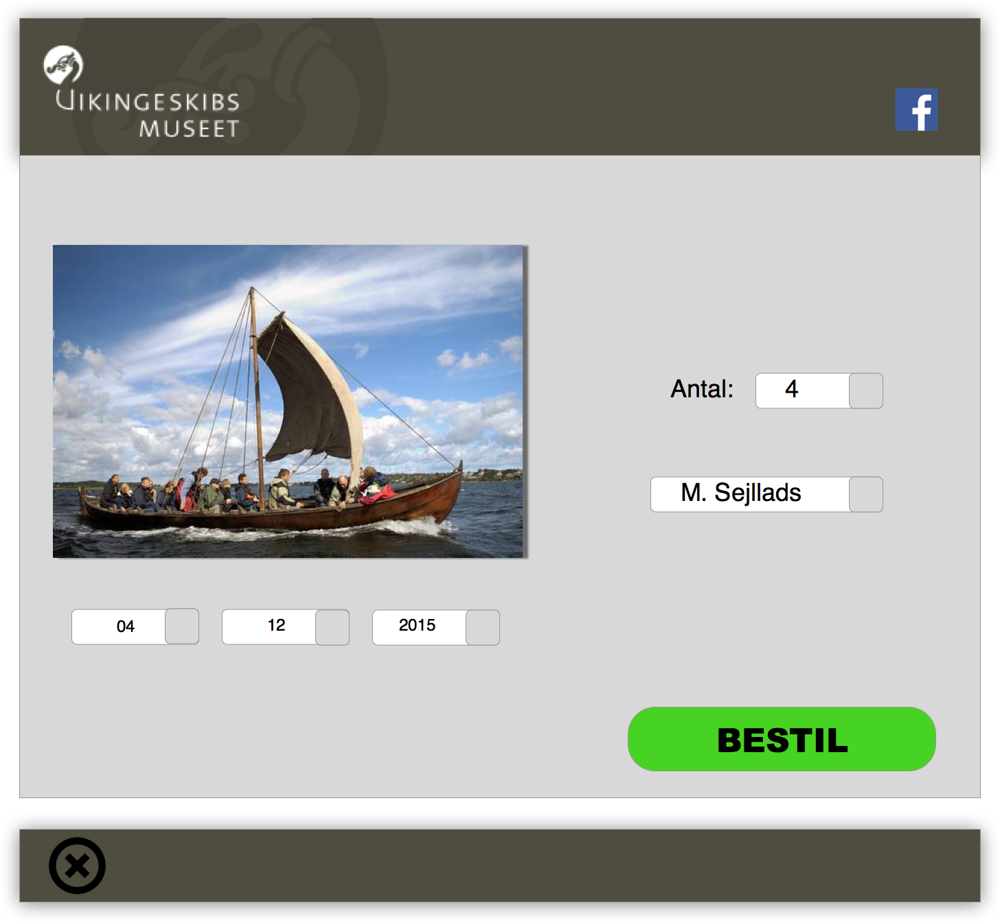 VIKINGESKIBS
MUSEET
f
Antal: 4
M. Sejllads
04 12 2015
BESTIL